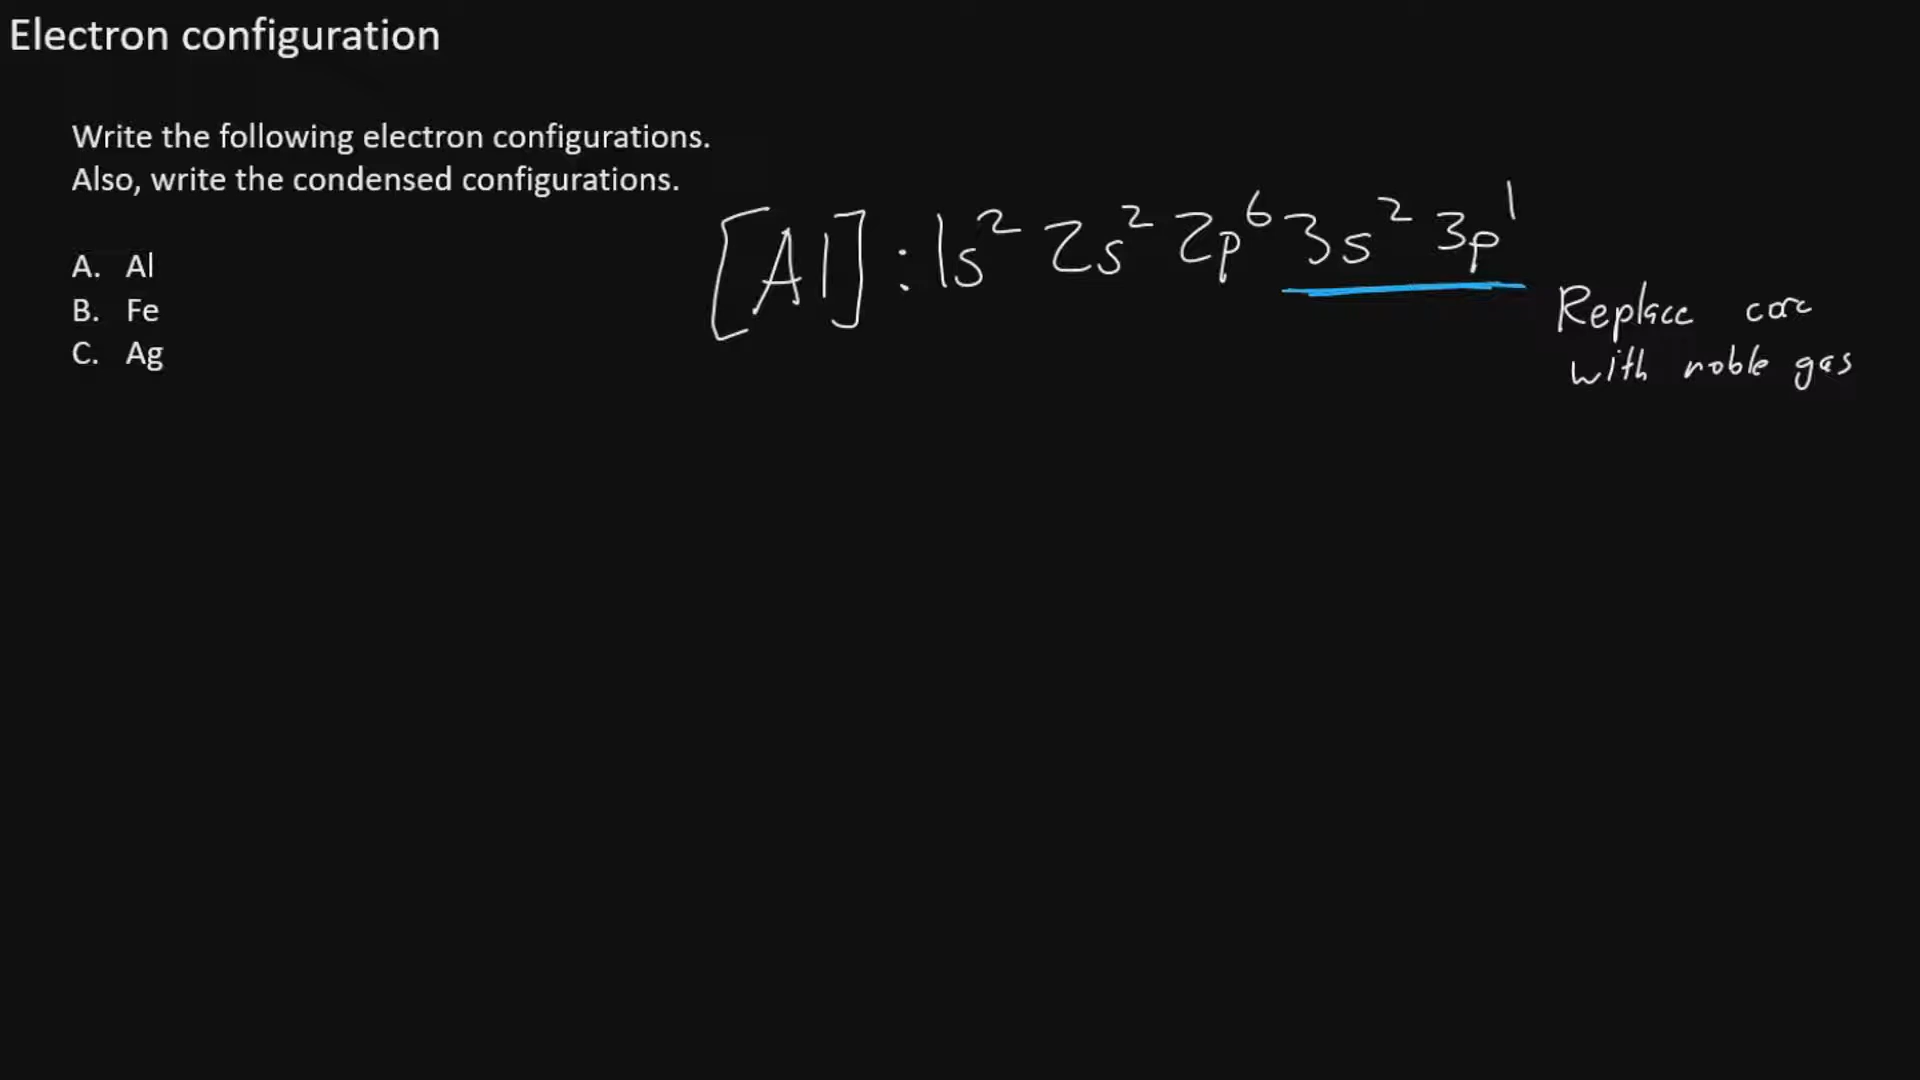 Electron configuration
Write the following electron configurations.
Also, write the condensed configurations.
A. Al
B. Fe
C. Ag
[Al] : 1s² 2s² 2p⁶ 3s² 3p¹
Replace core
with noble gas